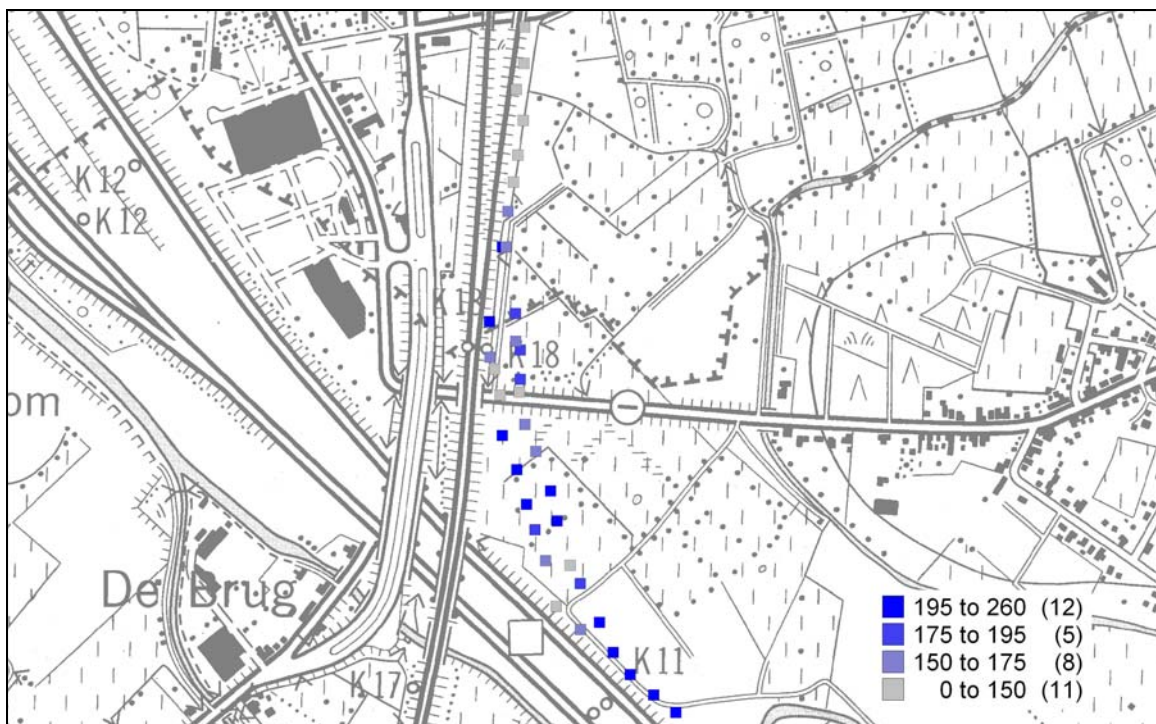 K12
K12
K18
K18
om
De Brug
K11
K17
195 to 260 (12)
175 to 195 (5)
150 to 175 (8)
0 to 150 (11)